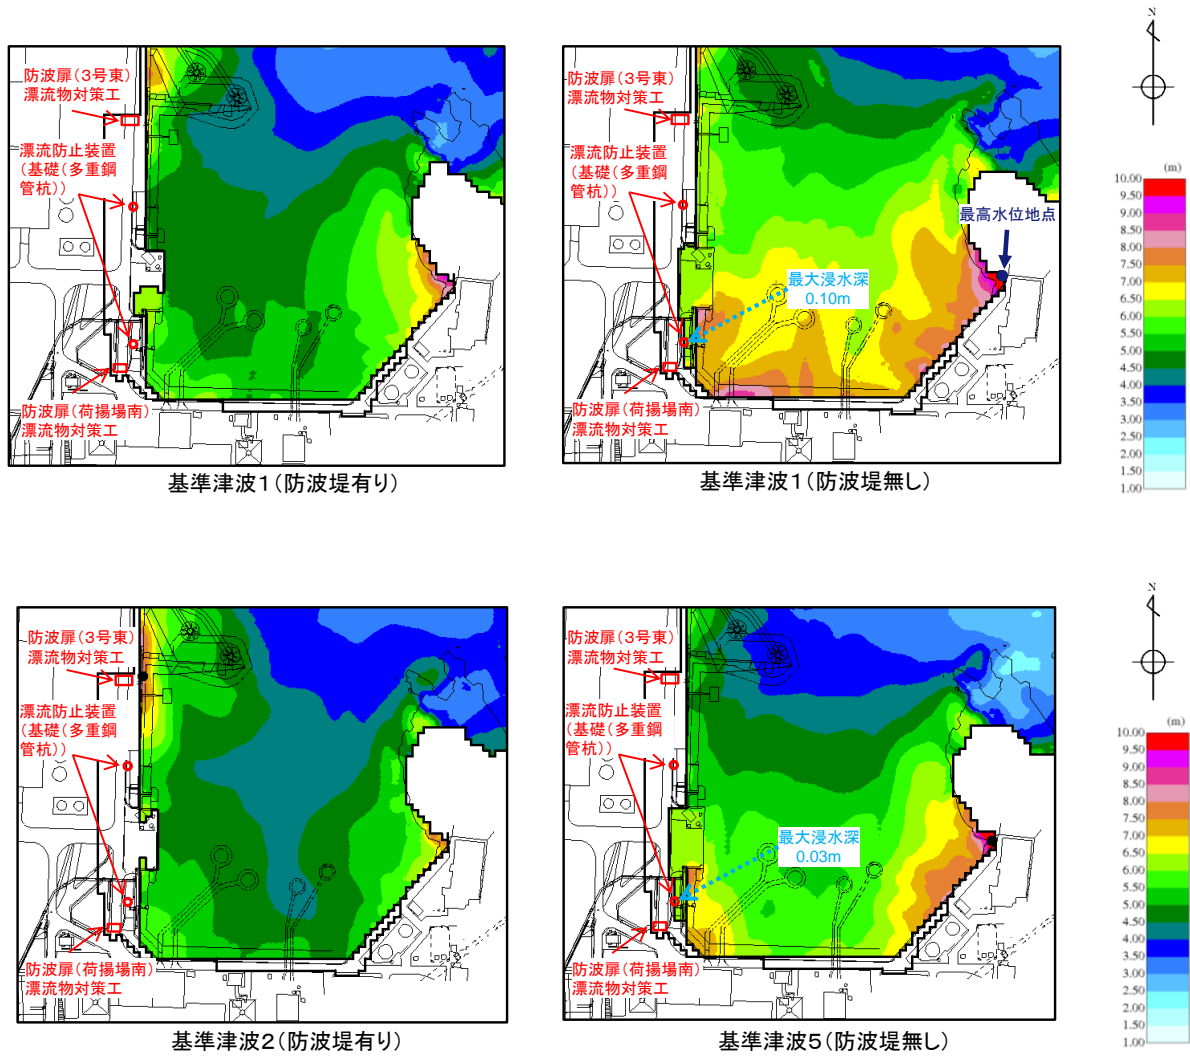 防波扉(3号東)
漂流物対策工
漂流防止装置
(基礎(多重鋼
管杭))
防波扉(荷揚場南)
漂流物対策工
基準津波1(防波堤有り)
防波扉(3号東)
漂流物対策工
漂流防止装置
(基礎(多重鋼
管杭))
最高水位地点
最大浸水深
0.10m
防波扉(荷揚場南)
漂流物対策工
基準津波1(防波堤無し)
N
(m)
10.00
9.50
9.00
8.50
8.00
7.50
7.00
6.50
6.00
5.50
5.00
4.50
4.00
3.50
3.00
2.50
2.00
1.50
1.00
防波扉(3号東)
漂流物対策工
漂流防止装置
(基礎(多重鋼
管杭))
防波扉(荷揚場南)
漂流物対策工
基準津波2(防波堤有り)
防波扉(3号東)
漂流物対策工
漂流防止装置
(基礎(多重鋼
管杭))
最大浸水深
0.03m
防波扉(荷揚場南)
漂流物対策工
基準津波5(防波堤無し)
N
(m)
10.00
9.50
9.00
8.50
8.00
7.50
7.00
6.50
6.00
5.50
5.00
4.50
4.00
3.50
3.00
2.50
2.00
1.50
1.00